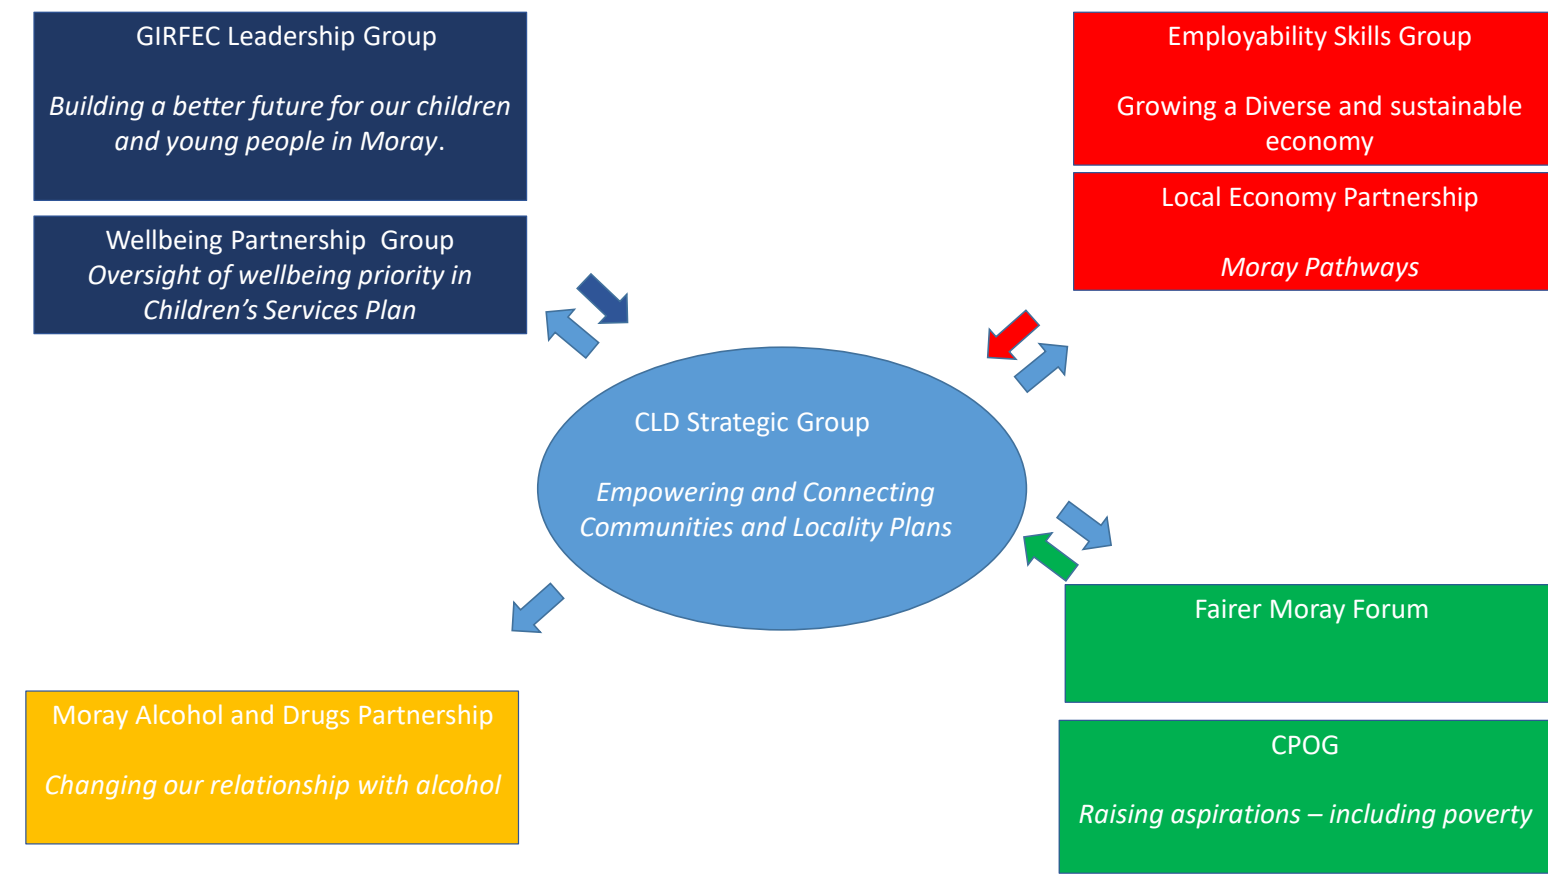 GIRFEC Leadership Group
Building a better future for our children
and young people in Moray.
Wellbeing Partnership  Group
Oversight of wellbeing priority in
Children’s Services Plan
Employability Skills Group
Growing a Diverse and sustainable
economy
Local Economy Partnership
Moray Pathways
CLD Strategic Group
Empowering and Connecting
Communities and Locality Plans
Moray Alcohol and Drugs Partnership
Changing our relationship with alcohol
Fairer Moray Forum
CPOG
Raising aspirations – including poverty